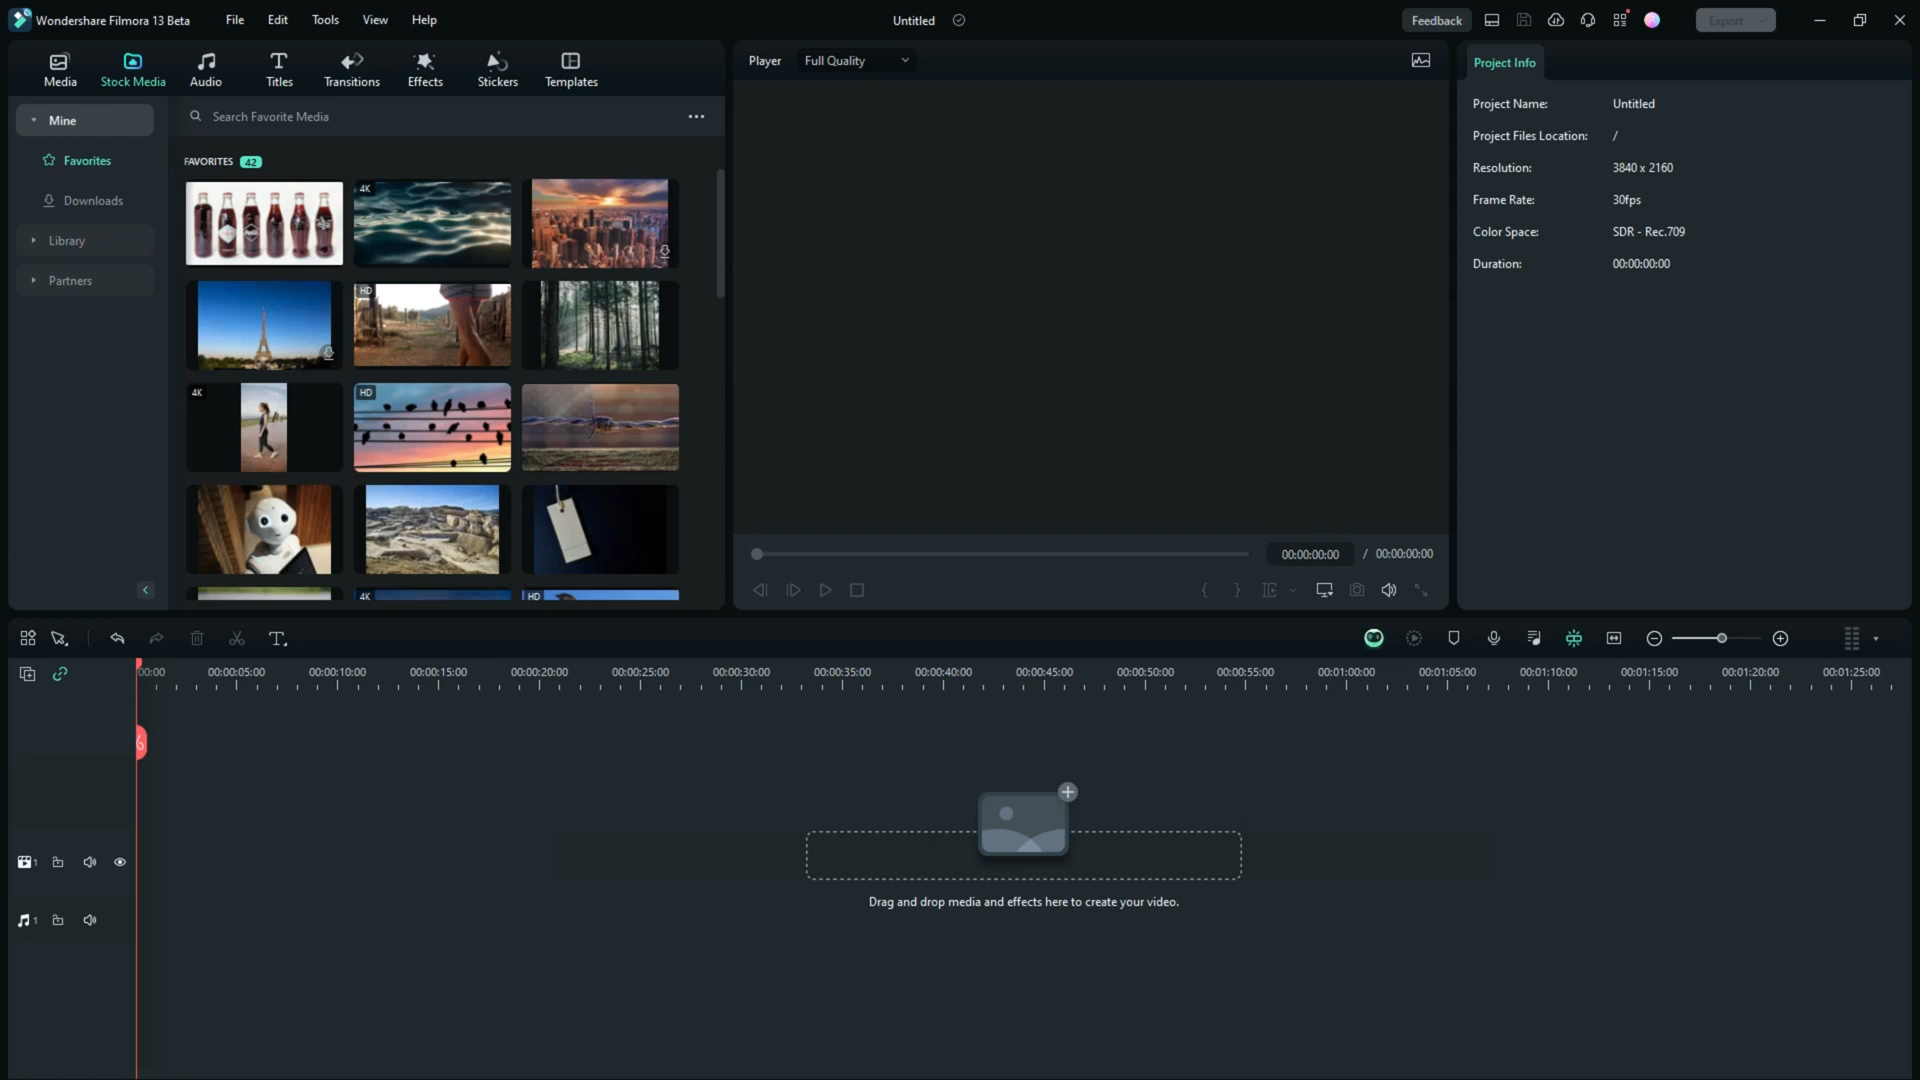 Wondershare Filmora 13 Beta File Edit Tools View Help Untitled Feedback Export
Media Stock Media Audio Titles Transitions Effects Stickers Templates
Player Full Quality
Project Info
Mine
Search Favorite Media
Project Name: Untitled
Project Files Location: /
Favorites
FAVORITES 42
Resolution: 3840 x 2160
Downloads
4K
Frame Rate: 30fps
Library
Color Space: SDR - Rec.709
Partners
Duration: 00:00:00:00
HD
4K
HD
00:00:00:00 / 00:00:00:00
4K
HD
00:00 00:00:05:00 00:00:10:00 00:00:15:00 00:00:20:00 00:00:25:00 00:00:30:00 00:00:35:00 00:00:40:00 00:00:45:00 00:00:50:00 00:00:55:00 00:01:00:00 00:01:05:00 00:01:10:00 00:01:15:00 00:01:20:00 00:01:25:00
1
Drag and drop media and effects here to create your video.
1